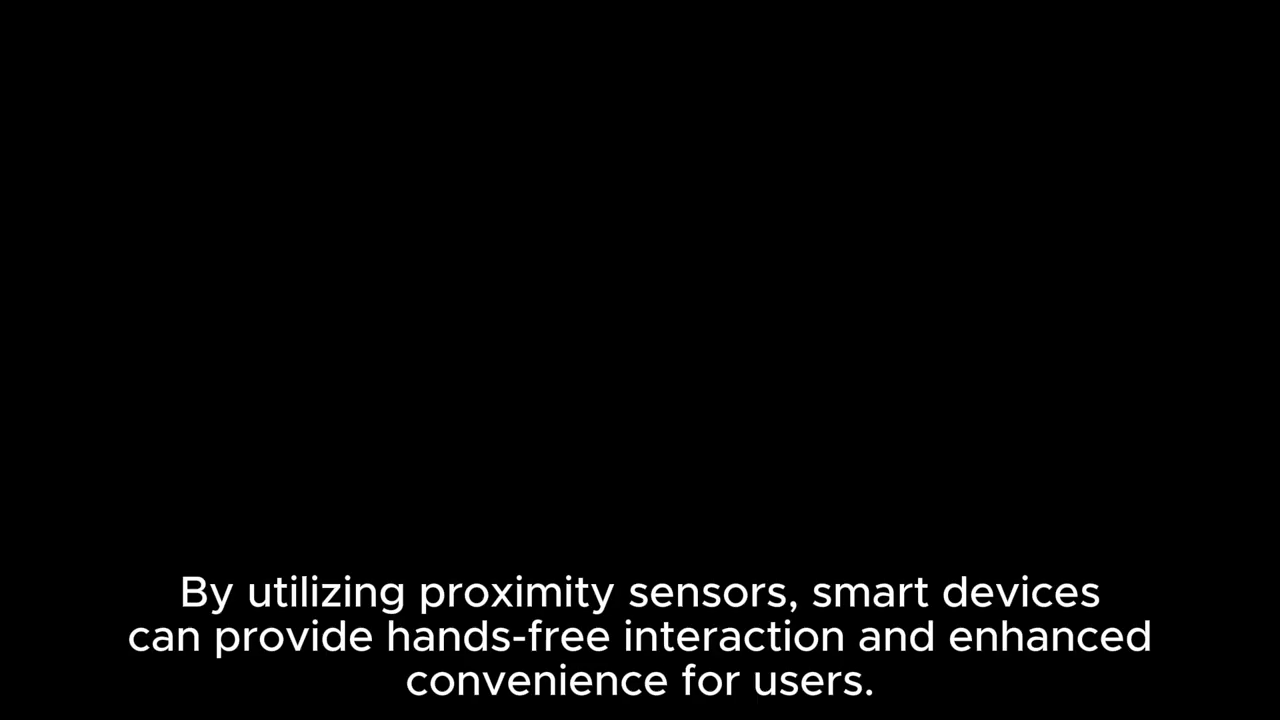 By utilizing proximity sensors, smart devices
can provide hands-free interaction and enhanced
convenience for users.